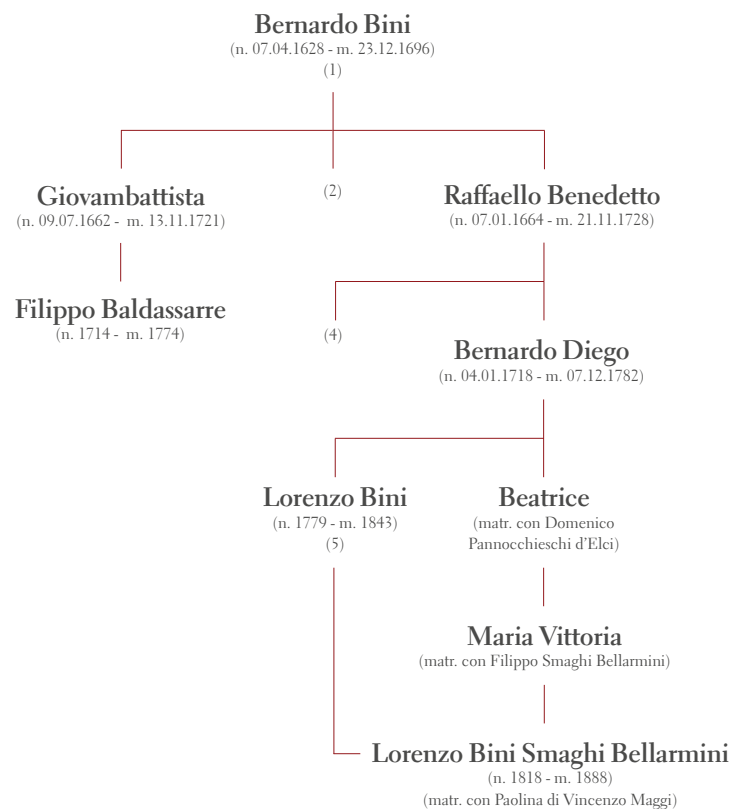 Bernardo Bini
(n. 07.04.1628 - m. 23.12.1696)
(1)
Giovambattista
(n. 09.07.1662 - m. 13.11.1721)
(2)
Raffaello Benedetto
(n. 07.01.1664 - m. 21.11.1728)
Filippo Baldassarre
(n. 1714 - m. 1774)
(4)
Bernardo Diego
(n. 04.01.1718 - m. 07.12.1782)
Lorenzo Bini
(n. 1779 - m. 1843)
(5)
Beatrice
(matr. con Domenico
Pannocchieschi d'Elci)
Maria Vittoria
(matr. con Filippo Smaghi Bellarmini)
Lorenzo Bini Smaghi Bellarmini
(n. 1818 - m. 1888)
(matr. con Paolina di Vincenzo Maggi)